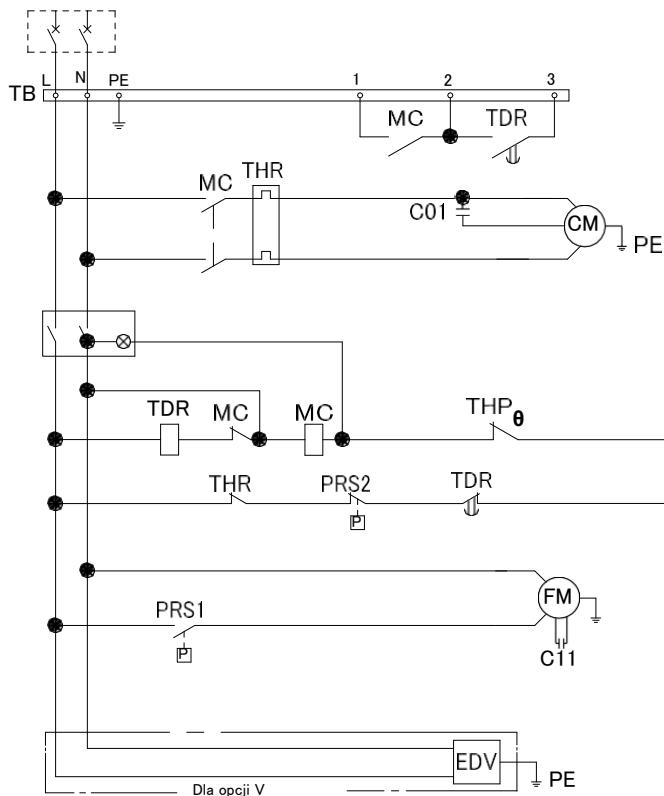 L N PE 1 2 3
TB
MC TDR
MC THR
C01 CM
PE
TDR MC MC THP θ
THR PRS2 TDR
P
FM
PRS1
P
C11
EDV
PE
Dla opcji V